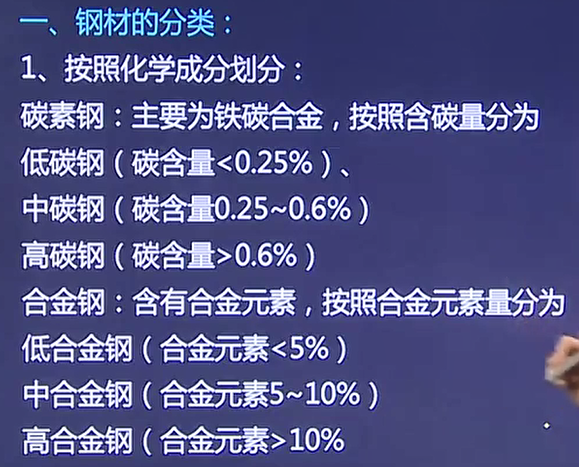 一、钢材的分类：
1、按照化学成分划分：
碳素钢：主要为铁碳合金，按照含碳量分为
低碳钢（碳含量<0.25%）、
中碳钢（碳含量0.25~0.6%）
高碳钢（碳含量>0.6%）
合金钢：含有合金元素，按照合金元素量分为
低合金钢（合金元素<5%）
中合金钢（合金元素5~10%）
高合金钢（合金元素>10%